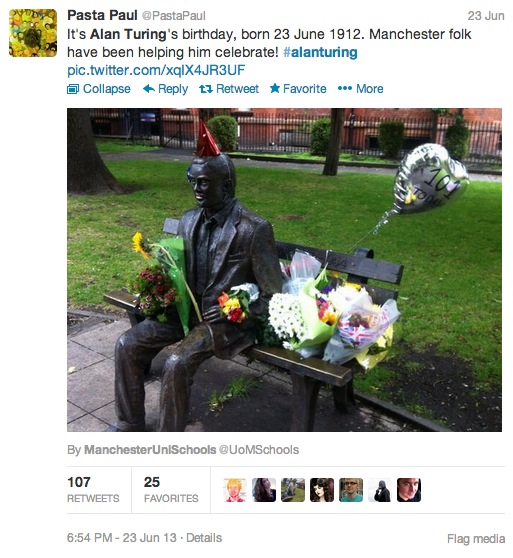 Pasta Paul @PastaPaul 23 Jun
It's Alan Turing's birthday, born 23 June 1912. Manchester folk
have been helping him celebrate! #alanturing
pic.twitter.com/xqIX4JR3UF
Collapse Reply Retweet Favorite More
101
By ManchesterUniSchools @UoMSchools
107 25
RETWEETS FAVORITES
6:54 PM - 23 Jun 13 · Details Flag media